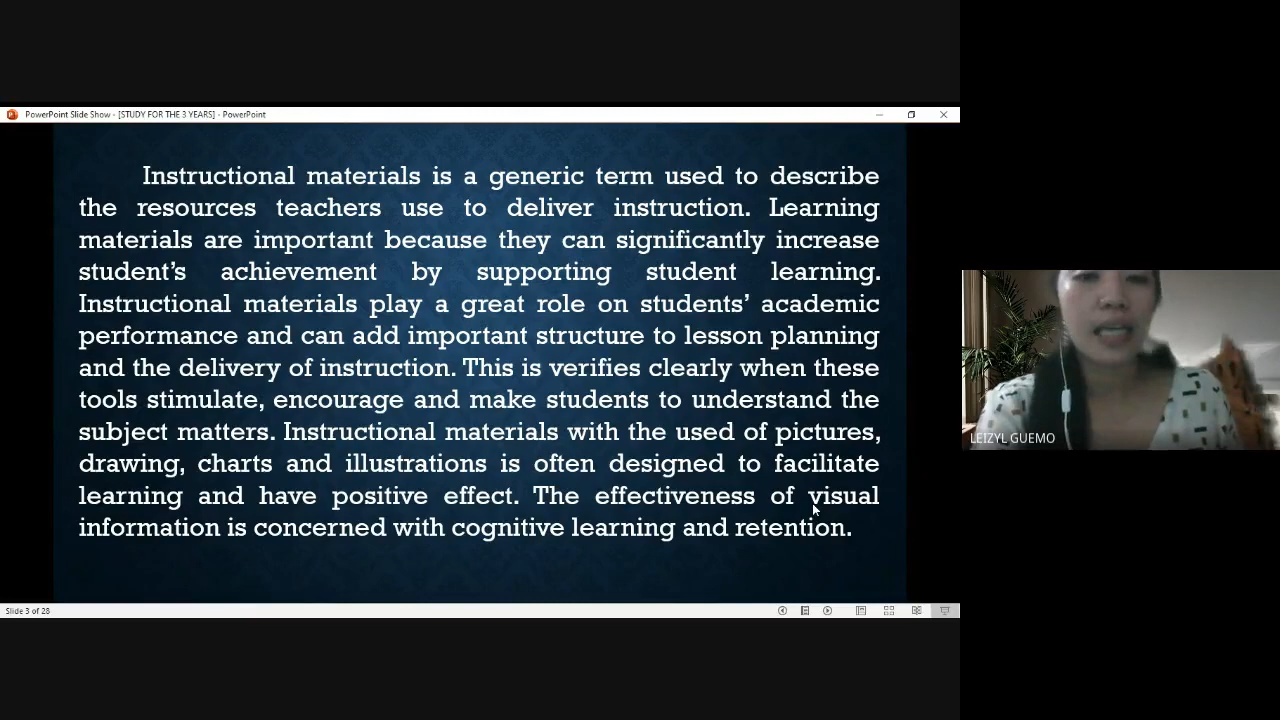 PowerPoint Slide Show - [STUDY FOR THE 3 YEARS] - PowerPoint
Instructional materials is a generic term used to describe
the resources teachers use to deliver instruction. Learning
materials are important because they can significantly increase
student’s achievement by supporting student learning.
Instructional materials play a great role on students’ academic
performance and can add important structure to lesson planning
and the delivery of instruction. This is verifies clearly when these
tools stimulate, encourage and make students to understand the
subject matters. Instructional materials with the used of pictures,
drawing, charts and illustrations is often designed to facilitate
learning and have positive effect. The effectiveness of visual
information is concerned with cognitive learning and retention.
Slide 3 of 28
LEIZYL GUEMO